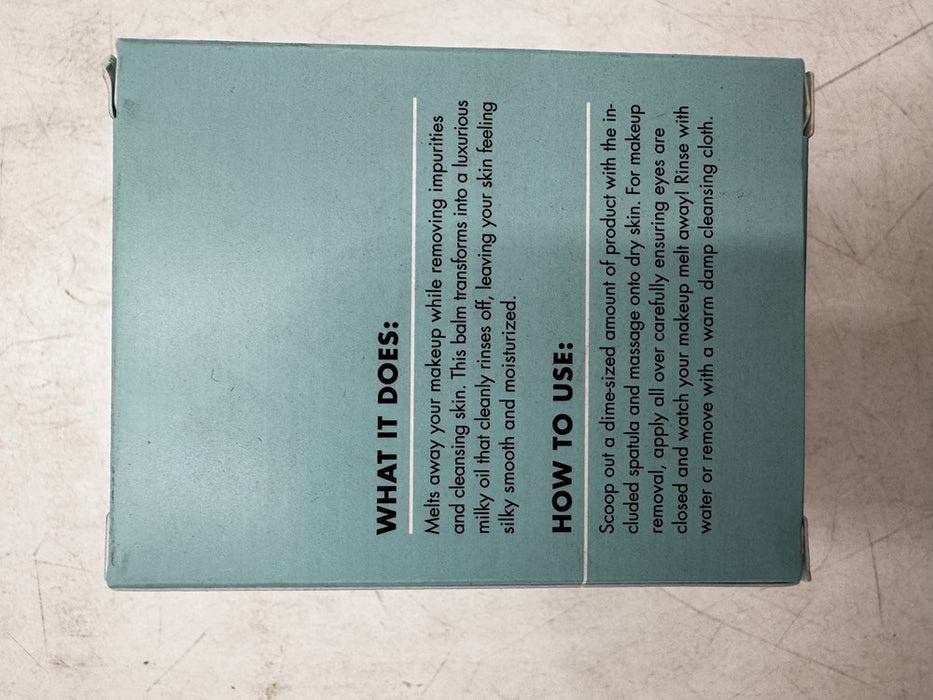 WHAT IT DOES:
Melts away your makeup while removing impurities
and cleansing skin. This balm transforms into a luxurious
milky oil that cleanly rinses off, leaving your skin feeling
silky smooth and moisturized.
HOW TO USE:
Scoop out a dime-sized amount of product with the in-
cluded spatula and massage onto dry skin. For makeup
removal, apply all over carefully ensuring eyes are
closed and watch your makeup melt away! Rinse with
water or remove with a warm damp cleansing cloth.